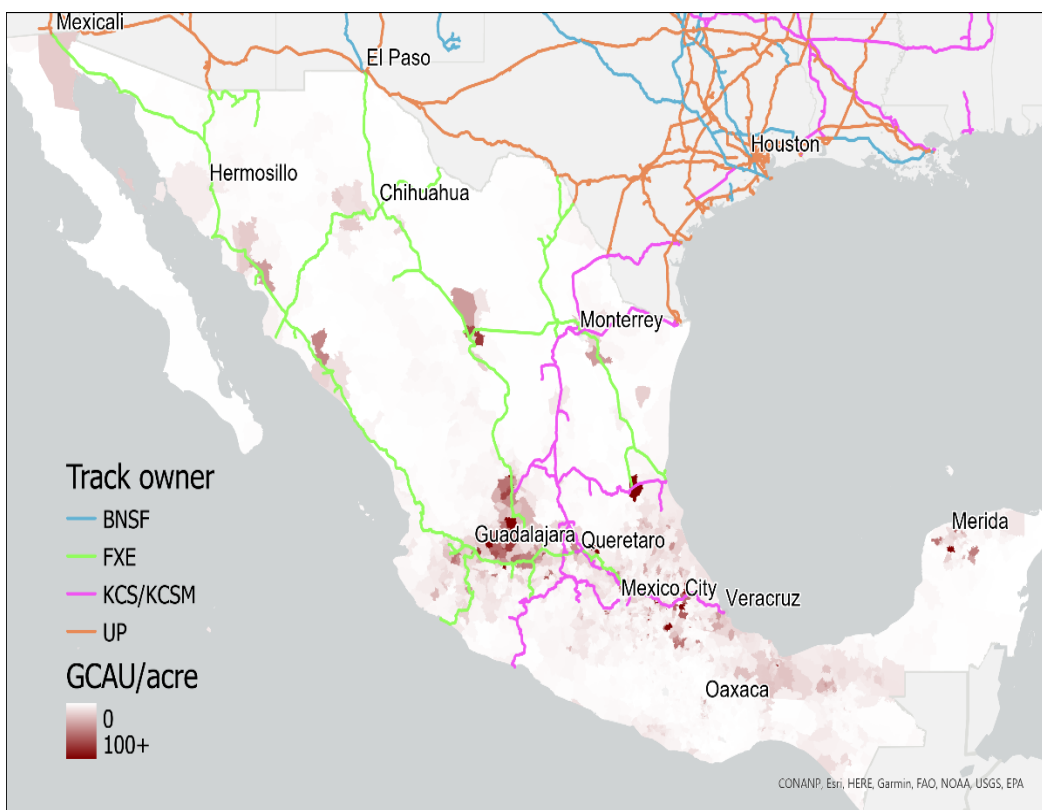 Mexicali
El Paso
Houston
Hermosillo
Chihuahua
Monterrey
Track owner
BNSF
FXE
KCS/KCSM
UP
GCAU/acre
0
100+
Guadalajara
Queretaro
Merida
Mexico City
Veracruz
Oaxaca
CONANP, Esri, HERE, Garmin, FAO, NOAA, USGS, EPA